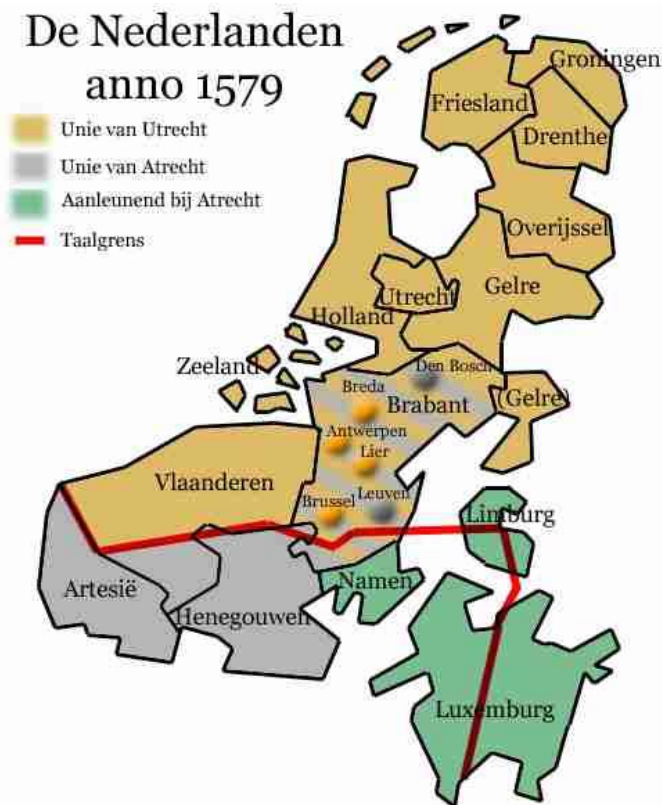 De Nederlanden
anno 1579
Unie van Utrecht
Unie van Atrecht
Aanleunend bij Atrecht
Taalgrens
Groningen
Friesland
Drenthe
Overijssel
Gelre
Utrecht
Holland
Zeeland
Den Bosch
Breda
Brabant
(Gelre)
Antwerpen
Lier
Vlaanderen
Brussel
Leuven
Limburg
Artesië
Namen
Henegouwen
Luxemburg